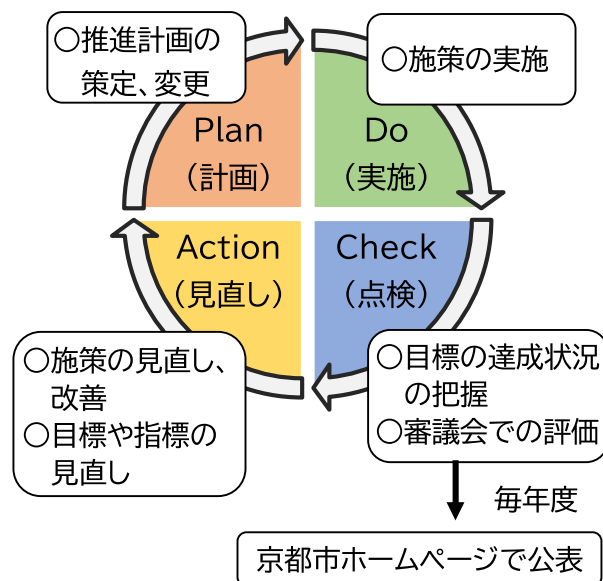 ○推進計画の
策定、変更
○施策の実施
Plan
（計画）
Do
（実施）
Action
（見直し）
Check
（点検）
○施策の見直し、
改善
○目標や指標の
見直し
○目標の達成状況
の把握
○審議会での評価
毎年度
京都市ホームページで公表